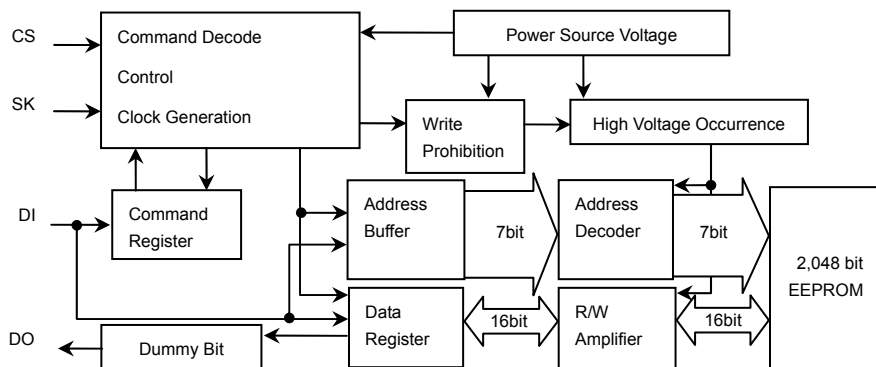 CS
Command Decode
Control
Clock Generation
SK
Power Source Voltage
Write
Prohibition
High Voltage Occurrence
DI
Command
Register
Address
Buffer
7bit
Address
Decoder
7bit
2,048 bit
EEPROM
DO
Dummy Bit
Data
Register
16bit
R/W
Amplifier
16bit